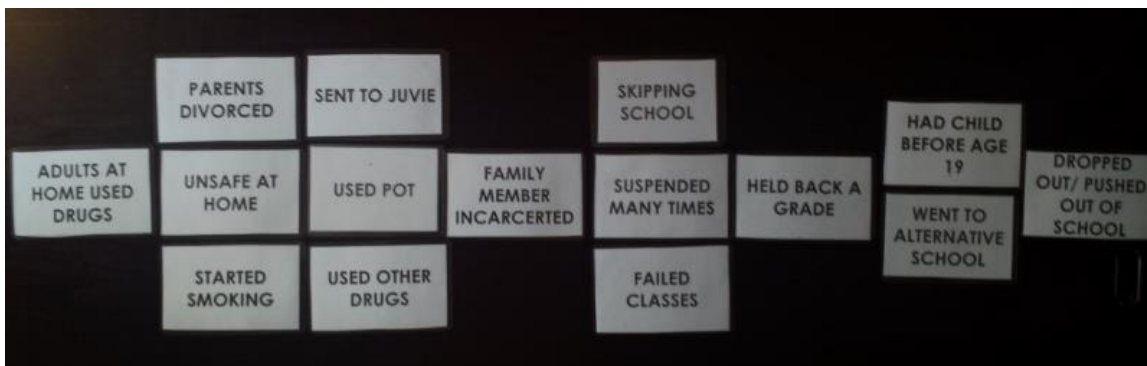 ADULTS AT
HOME USED
DRUGS
PARENTS
DIVORCED
UNSAFE AT
HOME
STARTED
SMOKING
SENT TO JUVIE
USED POT
USED OTHER
DRUGS
FAMILY
MEMBER
INCARCERTED
SKIPPING
SCHOOL
SUSPENDED
MANY TIMES
FAILED
CLASSES
HELD BACK A
GRADE
HAD CHILD
BEFORE AGE
19
WENT TO
ALTERNATIVE
SCHOOL
DROPPED
OUT/ PUSHED
OUT OF
SCHOOL